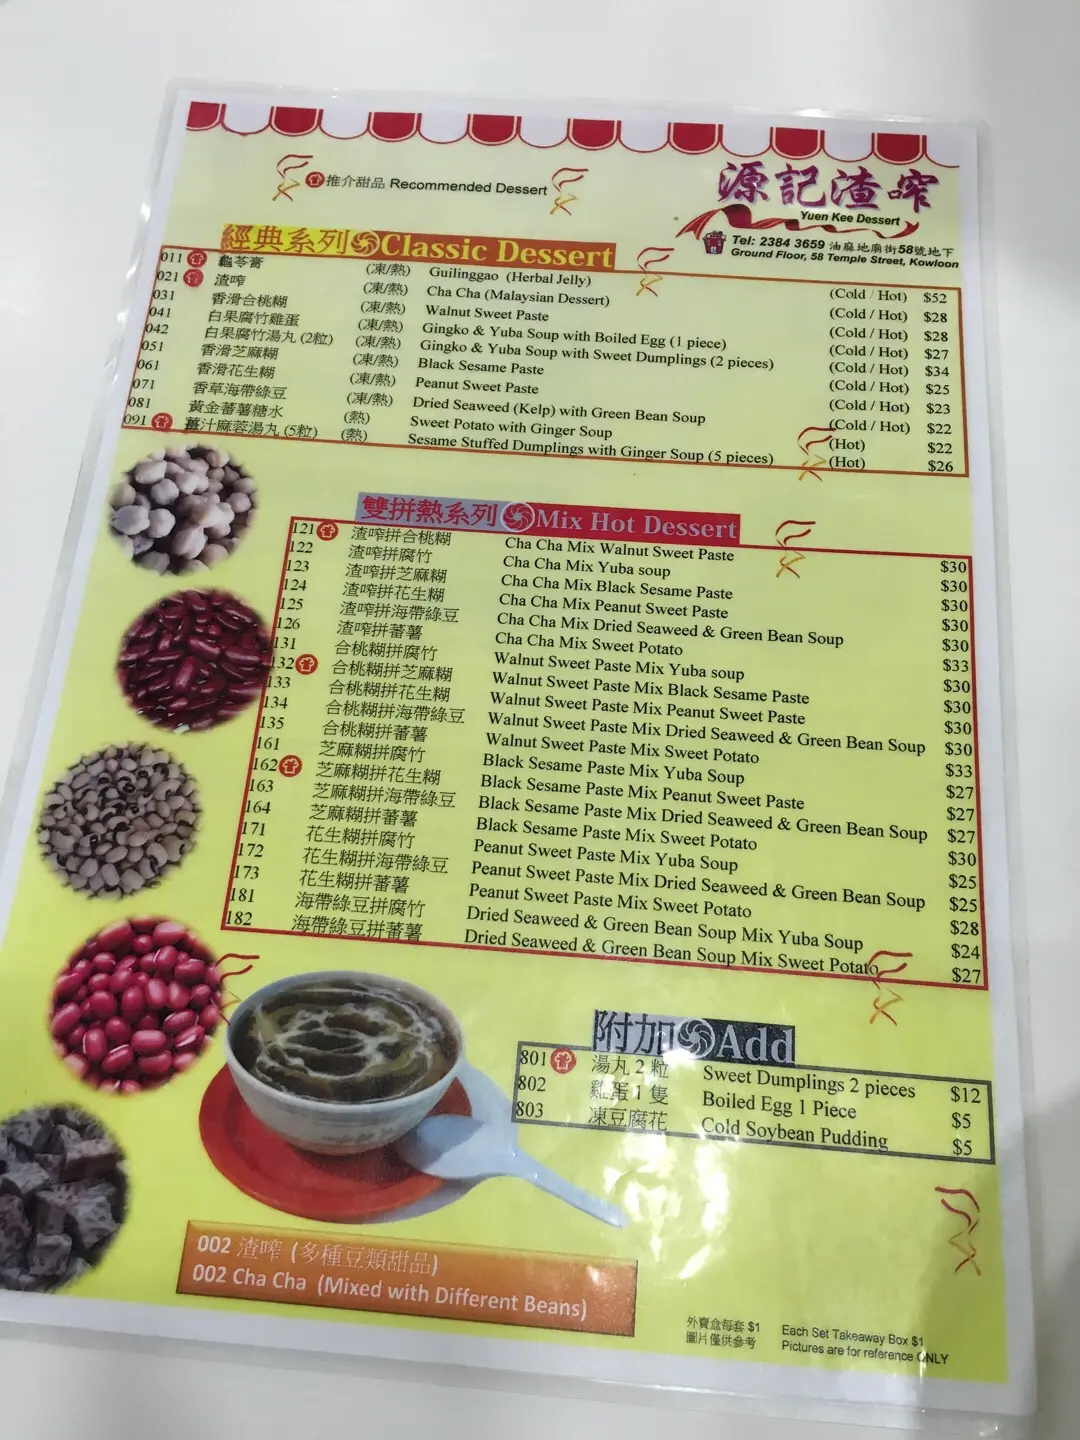 推介甜品 Recommended Dessert
源記渣咋
Yuen Kee Dessert
Tel: 2384 3659 油麻地廟街58號地下
Ground Floor, 58 Temple Street, Kowloon
經典系列 Classic Dessert
011 龜苓膏 (凍/熱) Guilinggao (Herbal Jelly) (Cold / Hot) $52
021 渣咋 (凍/熱) Cha Cha (Malaysian Dessert) (Cold / Hot) $28
031 香滑合桃糊 (凍/熱) Walnut Sweet Paste (Cold / Hot) $28
041 白果腐竹雞蛋 (凍/熱) Gingko & Yuba Soup with Boiled Egg (1 piece) (Cold / Hot) $27
042 白果腐竹湯丸 (2粒) (凍/熱) Gingko & Yuba Soup with Sweet Dumplings (2 pieces) (Cold / Hot) $34
051 香滑芝麻糊 (凍/熱) Black Sesame Paste (Cold / Hot) $25
061 香滑花生糊 (凍/熱) Peanut Sweet Paste (Cold / Hot) $23
071 香草海帶綠豆 (凍/熱) Dried Seaweed (Kelp) with Green Bean Soup (Cold / Hot) $22
081 黃金蕃薯糖水 (熱) Sweet Potato with Ginger Soup (Hot) $22
091 薑汁麻蓉湯丸 (5粒) (熱) Sesame Stuffed Dumplings with Ginger Soup (5 pieces) (Hot) $26
雙拼熱系列 Mix Hot Dessert
121 渣咋拼合桃糊 Cha Cha Mix Walnut Sweet Paste $30
122 渣咋拼腐竹 Cha Cha Mix Yuba soup $30
123 渣咋拼芝麻糊 Cha Cha Mix Black Sesame Paste $30
124 渣咋拼花生糊 Cha Cha Mix Peanut Sweet Paste $30
125 渣咋拼海帶綠豆 Cha Cha Mix Dried Seaweed & Green Bean Soup $30
126 渣咋拼蕃薯 Cha Cha Mix Sweet Potato $33
131 合桃糊拼腐竹 Walnut Sweet Paste Mix Yuba soup $30
132 合桃糊拼芝麻糊 Walnut Sweet Paste Mix Black Sesame Paste $30
133 合桃糊拼花生糊 Walnut Sweet Paste Mix Peanut Sweet Paste $30
134 合桃糊拼海帶綠豆 Walnut Sweet Paste Mix Dried Seaweed & Green Bean Soup $30
135 合桃糊拼蕃薯 Walnut Sweet Paste Mix Sweet Potato $33
161 芝麻糊拼腐竹 Black Sesame Paste Mix Yuba Soup $27
162 芝麻糊拼花生糊 Black Sesame Paste Mix Peanut Sweet Paste $27
163 芝麻糊拼海帶綠豆 Black Sesame Paste Mix Dried Seaweed & Green Bean Soup $27
164 芝麻糊拼蕃薯 Black Sesame Paste Mix Sweet Potato $30
171 花生糊拼腐竹 Peanut Sweet Paste Mix Yuba Soup $25
172 花生糊拼海帶綠豆 Peanut Sweet Paste Mix Dried Seaweed & Green Bean Soup $25
173 花生糊拼蕃薯 Peanut Sweet Paste Mix Sweet Potato $28
181 海帶綠豆拼腐竹 Dried Seaweed & Green Bean Soup Mix Yuba Soup $24
182 海帶綠豆拼蕃薯 Dried Seaweed & Green Bean Soup Mix Sweet Potato $27
附加 Add
801 湯丸 2 粒 Sweet Dumplings 2 pieces $12
802 雞蛋 1 隻 Boiled Egg 1 Piece $5
803 凍豆腐花 Cold Soybean Pudding $5
002 渣咋 (多種豆類甜品)
002 Cha Cha (Mixed with Different Beans)
外賣盒每套 $1 Each Set Takeaway Box $1
圖片僅供參考 Pictures are for reference ONLY